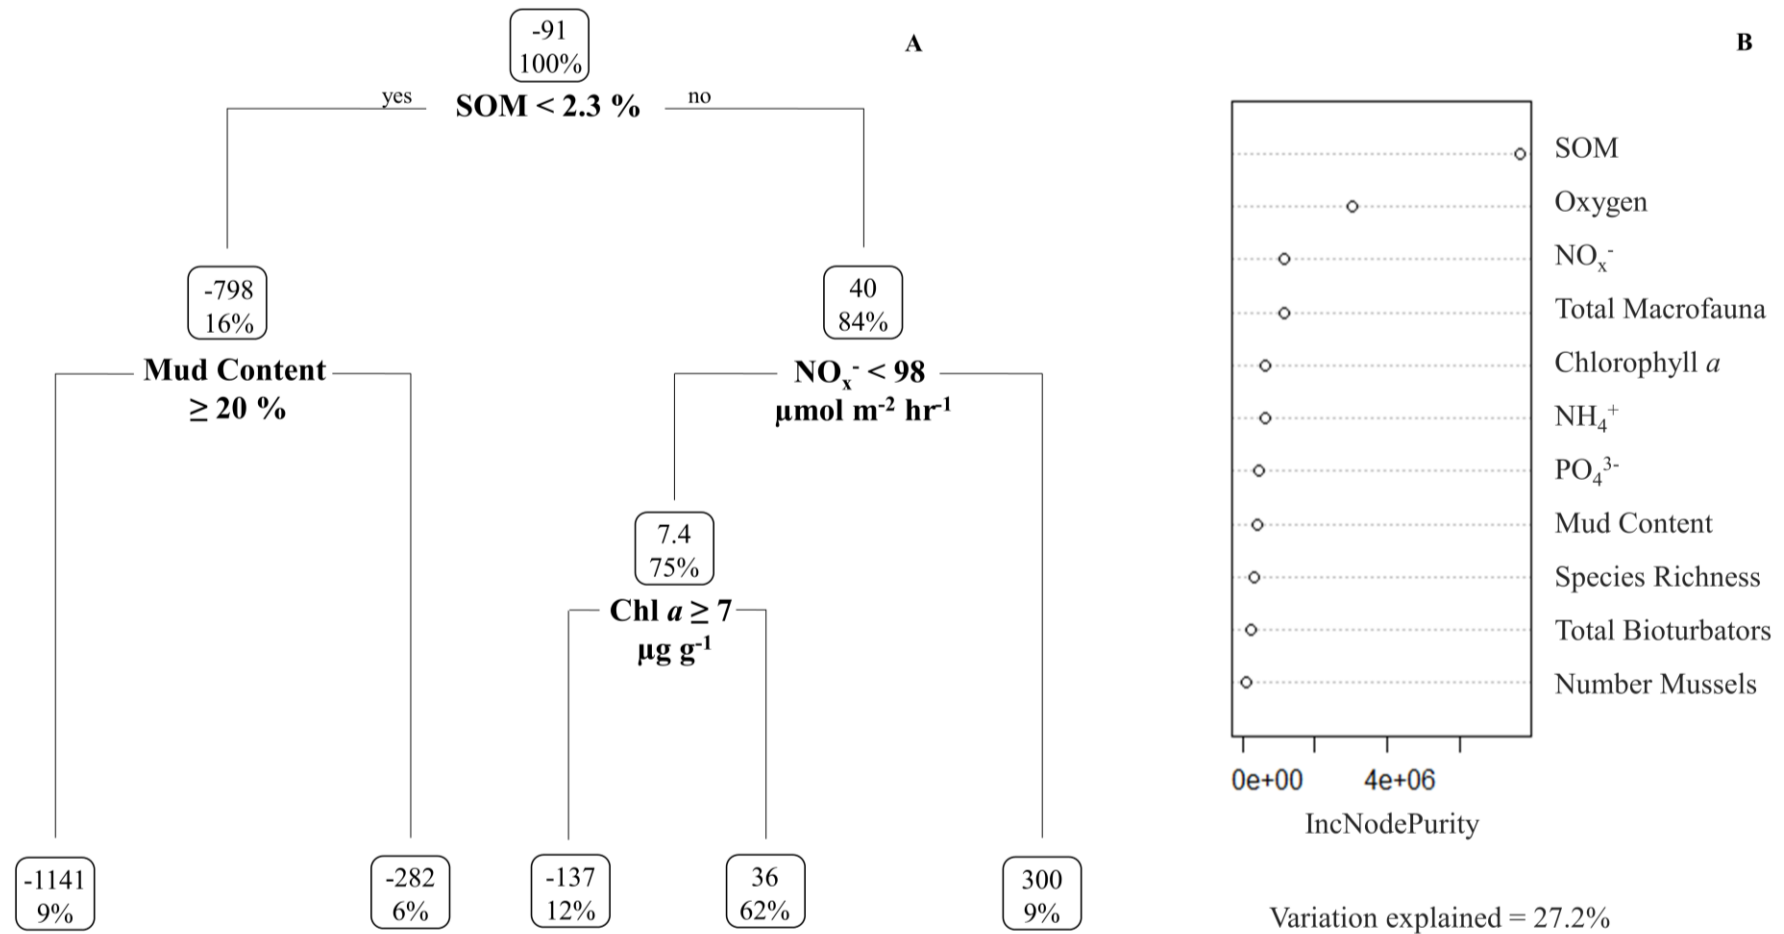 -91
100%
A
B
yes
SOM < 2.3 %
no
-798
16%
40
84%
Mud Content
≥ 20 %
NOₓ⁻ < 98
µmol m⁻² hr⁻¹
7.4
75%
Chl a ≥ 7
µg g⁻¹
-1141
9%
-282
6%
-137
12%
36
62%
300
9%
SOM
Oxygen
NOₓ⁻
Total Macrofauna
Chlorophyll a
NH₄⁺
PO₄³⁻
Mud Content
Species Richness
Total Bioturbators
Number Mussels
0e+00 4e+06
IncNodePurity
Variation explained = 27.2%